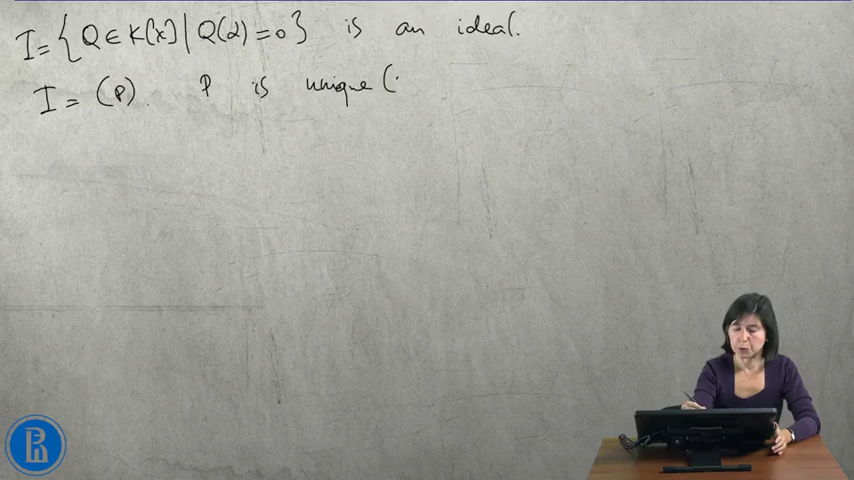 I = { Q ∈ K[x] | Q(α) = 0 } is an ideal.
I = (P). P is unique (